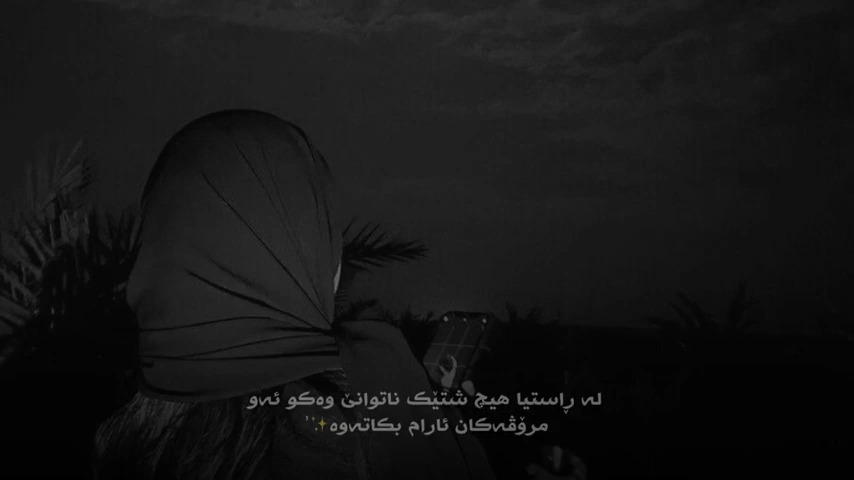 لە ڕاستیا هیچ شتێک ناتوانێ وەکو ئەو
مرۆڤەکان ئارام بکاتەوە✨'